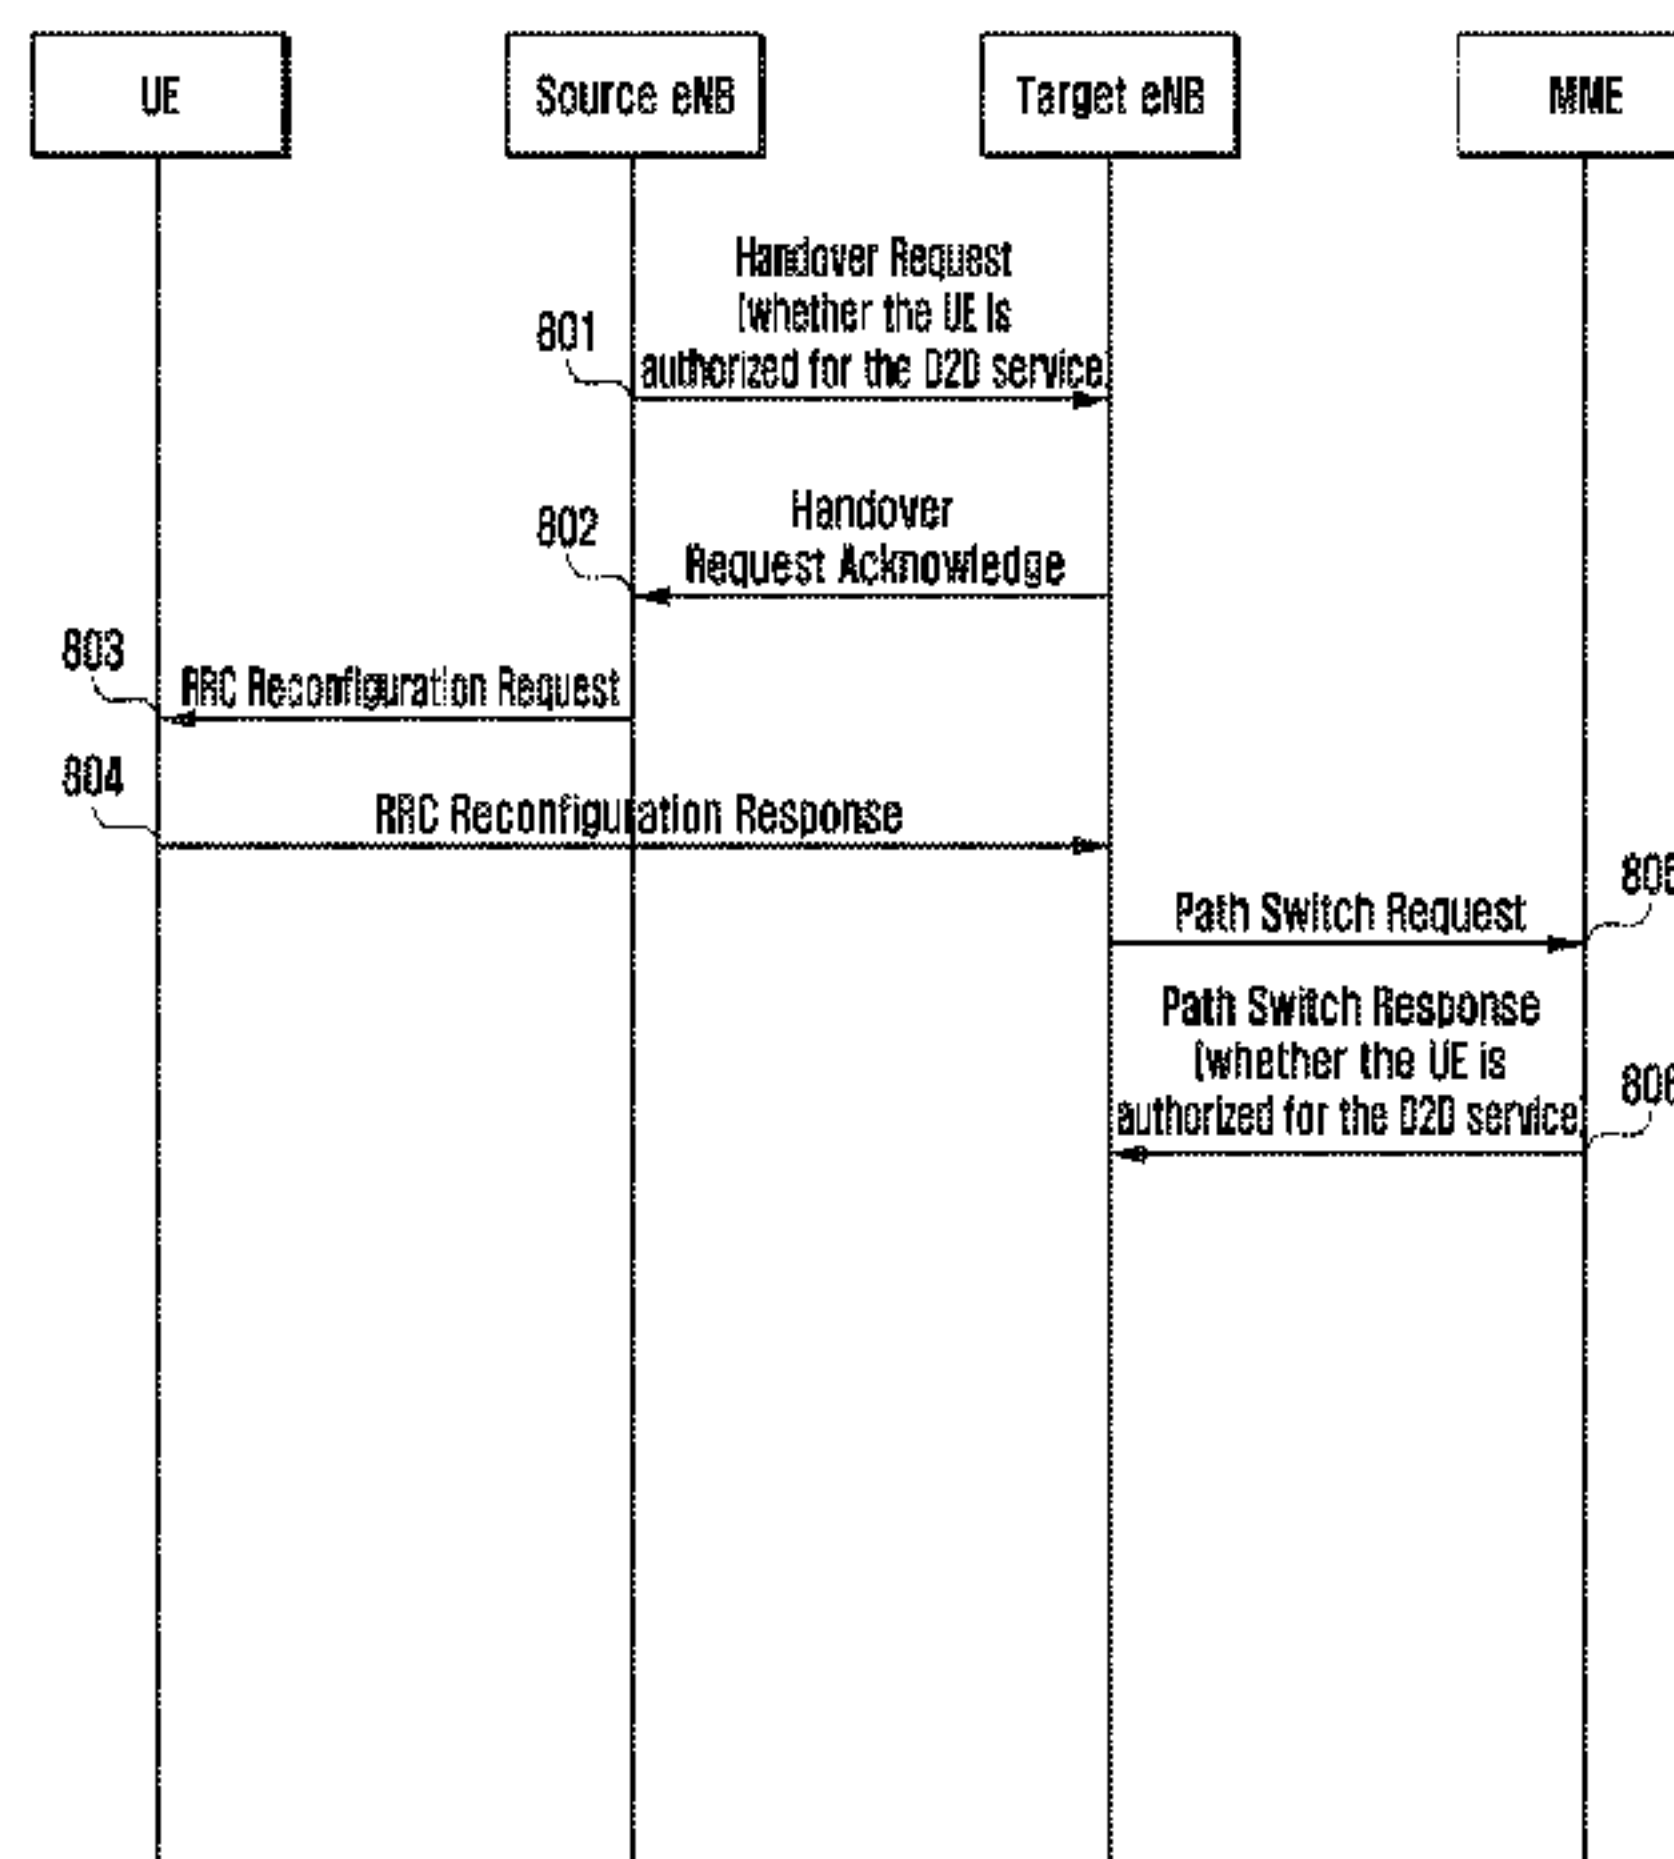 UE
Source eNB
Target eNB
MME
Handover Request
(whether the UE is
authorized for the D2D service)
801
Handover
Request Acknowledge
802
803
RRC Reconfiguration Request
804
RRC Reconfiguration Response
Path Switch Request
805
Path Switch Response
(whether the UE is
authorized for the D2D service)
806